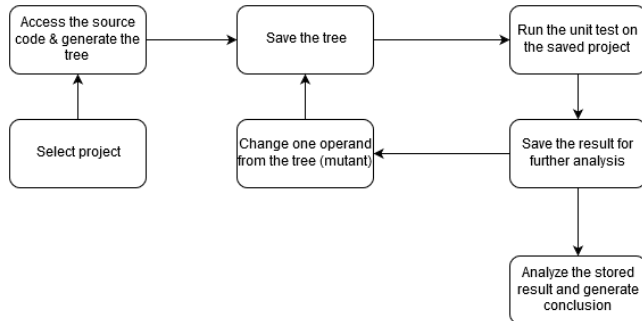 Access the source
code & generate the
tree
Save the tree
Run the unit test on
the saved project
Select project
Change one operand
from the tree (mutant)
Save the result for
further analysis
Analyze the stored
result and generate
conclusion